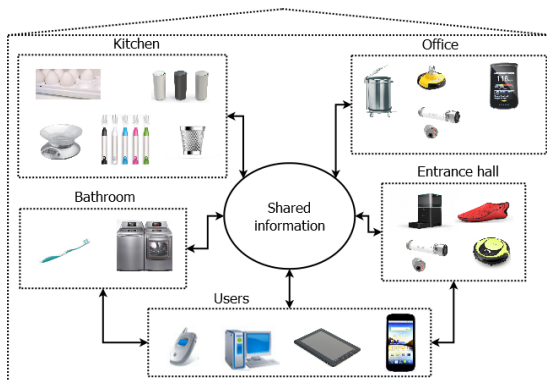 Kitchen
Office
Entrance hall
Shared
information
Bathroom
Users